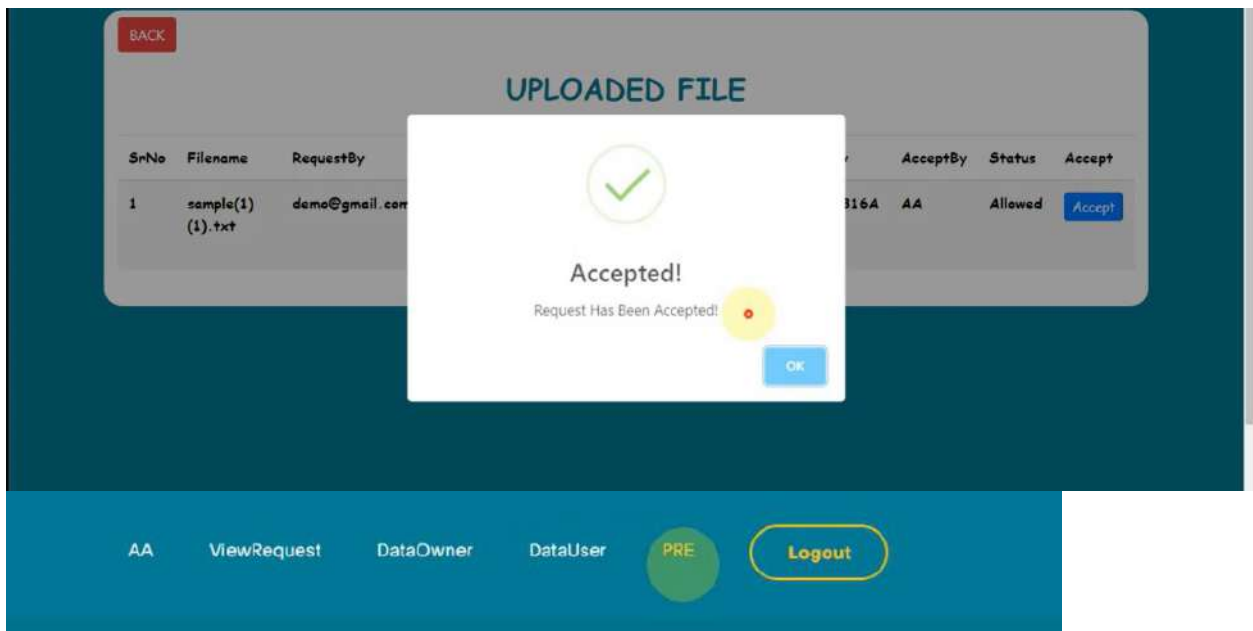 BACK
UPLOADED FILE
SrNo Filename RequestBy AcceptBy Status Accept
1 sample(1) demo@gmail.com 316A AA Allowed Accept
(1).txt
Accepted!
Request Has Been Accepted!
OK
AA ViewRequest DataOwner DataUser PRE Logout